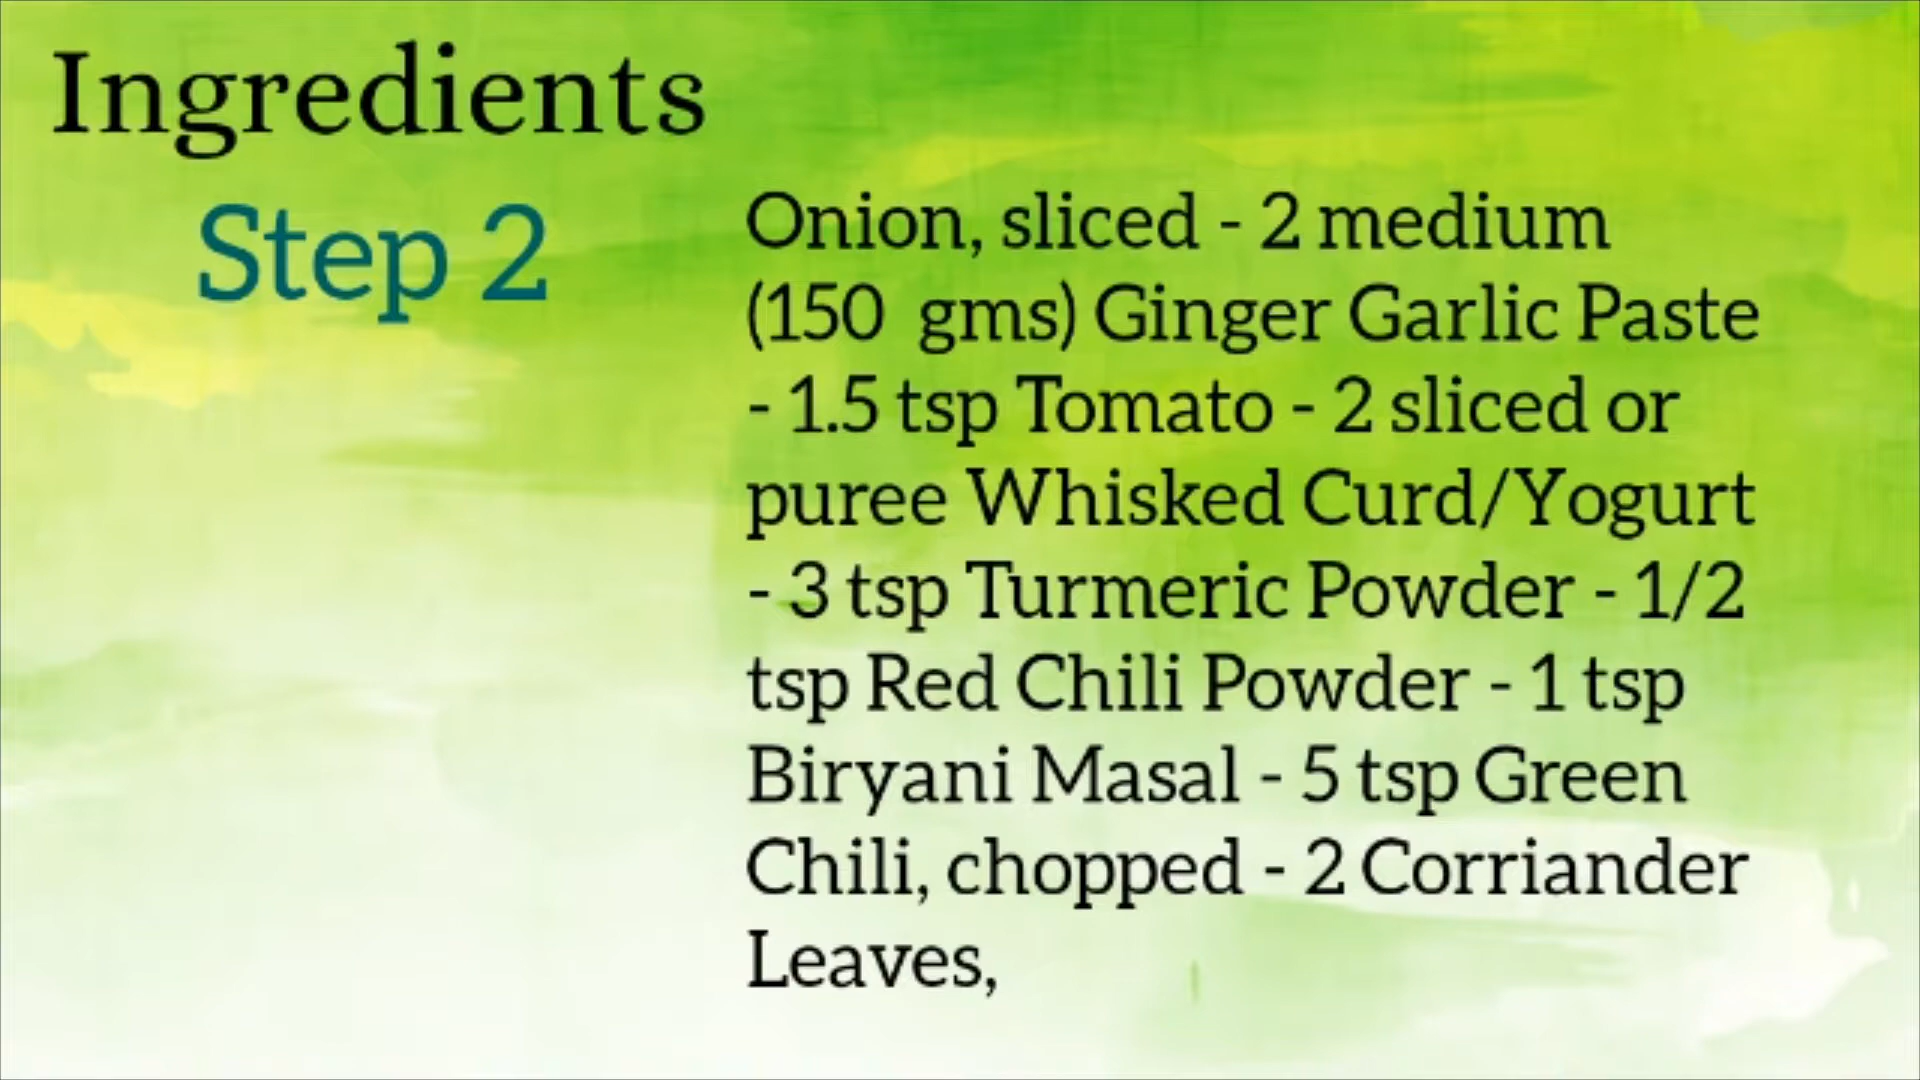 Ingredients
Step 2
Onion, sliced - 2 medium
(150 gms) Ginger Garlic Paste
- 1.5 tsp Tomato - 2 sliced or
puree Whisked Curd/Yogurt
- 3 tsp Turmeric Powder - 1/2
tsp Red Chili Powder - 1 tsp
Biryani Masal - 5 tsp Green
Chili, chopped - 2 Corriander
Leaves,